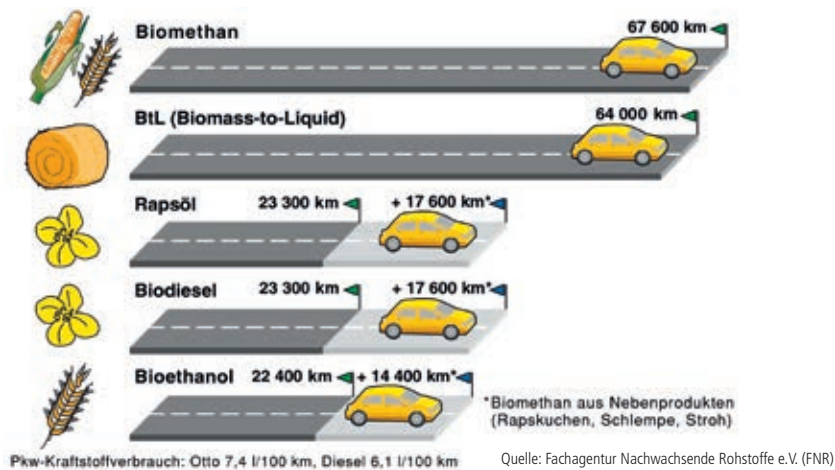 Biomethan 67 600 km
BtL (Biomass-to-Liquid) 64 000 km
Rapsöl 23 300 km + 17 600 km*
Biodiesel 23 300 km + 17 600 km*
Bioethanol 22 400 km + 14 400 km*
*Biomethan aus Nebenprodukten
(Rapskuchen, Schlempe, Stroh)
Pkw-Kraftstoffverbrauch: Otto 7,4 l/100 km, Diesel 6,1 l/100 km
Quelle: Fachagentur Nachwachsende Rohstoffe e.V. (FNR)